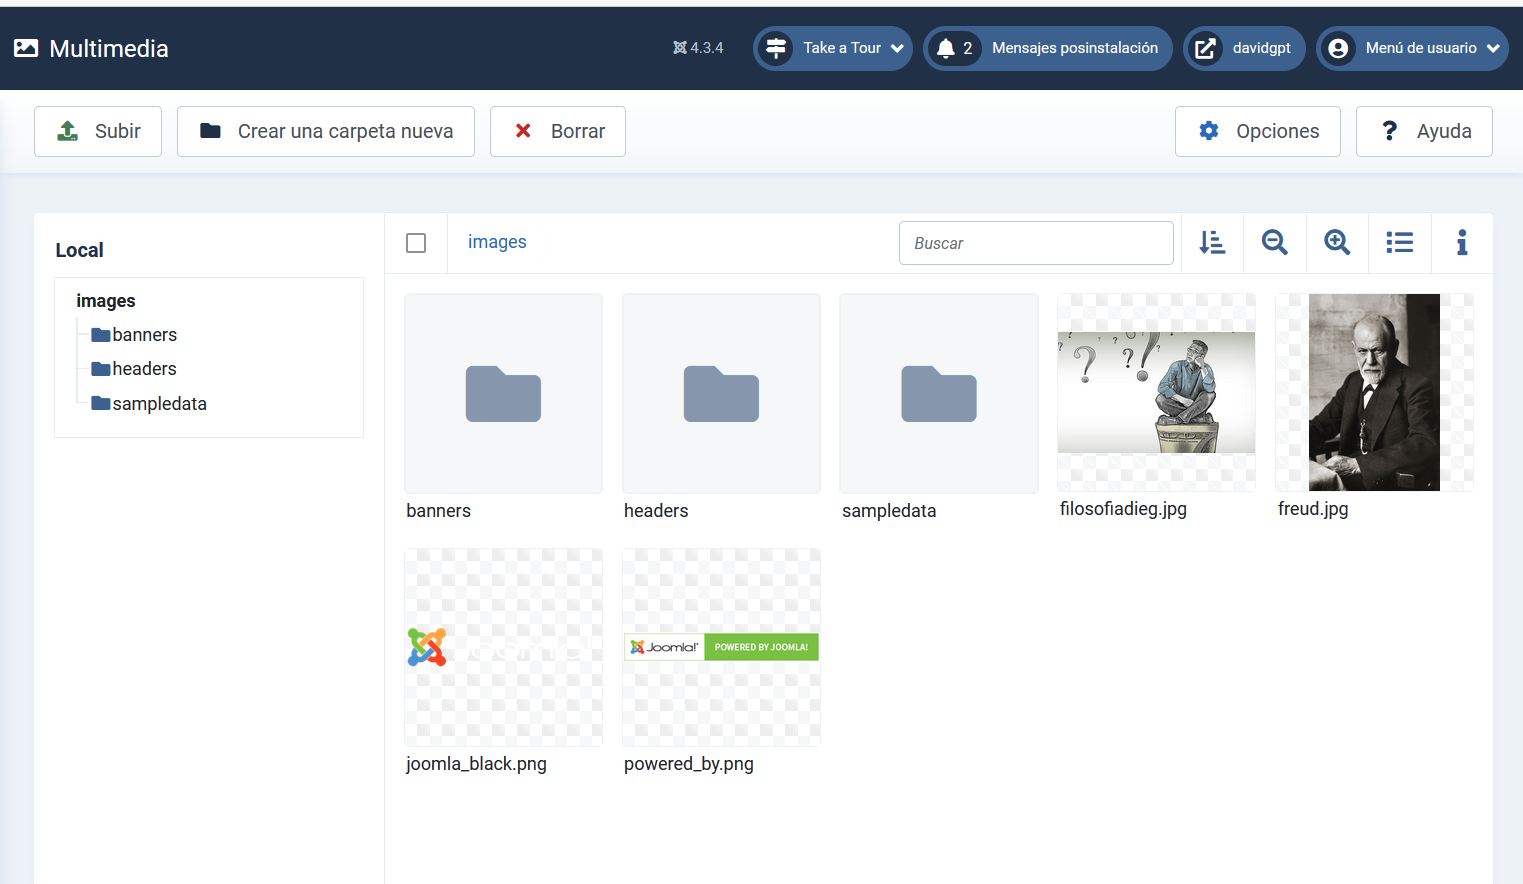 Multimedia
4.3.4
Take a Tour
2 Mensajes posinstalación
davidgpt
Menú de usuario
Subir
Crear una carpeta nueva
Borrar
Opciones
? Ayuda
Local
images
banners
headers
sampledata
images
Buscar
banners
headers
sampledata
filosofiadieg.jpg
freud.jpg
Joomla!
POWERED BY JOOMLA!
joomla_black.png
powered_by.png